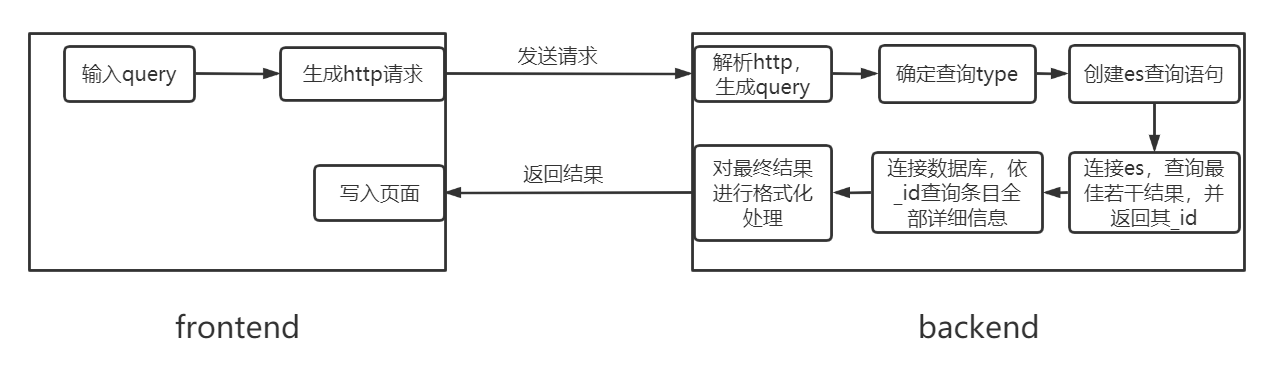 输入query
生成http请求
发送请求
解析http，
生成query
确定查询type
创建es查询语句
写入页面
返回结果
对最终结果
进行格式化
处理
连接数据库，依
_id查询条目全
部详细信息
连接es，查询最
佳若干结果，并
返回其_id
frontend
backend